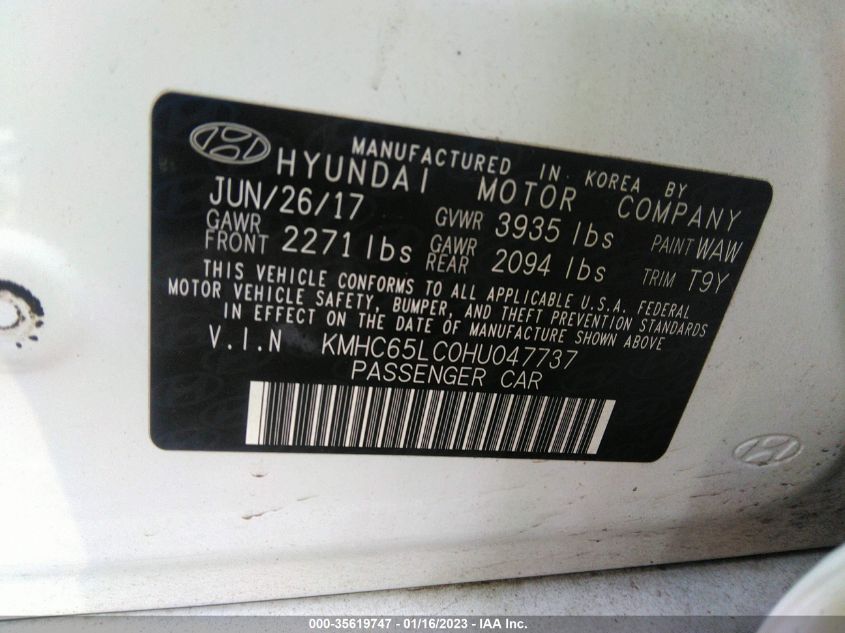 MANUFACTURED IN KOREA BY
HYUNDAI MOTOR COMPANY
JUN/26/17 GVWR 3935 lbs PAINT WAW
GAWR FRONT 2271 lbs GAWR REAR 2094 lbs TRIM T9Y
THIS VEHICLE CONFORMS TO ALL APPLICABLE U.S.A. FEDERAL
MOTOR VEHICLE SAFETY, BUMPER, AND THEFT PREVENTION STANDARDS
IN EFFECT ON THE DATE OF MANUFACTURE SHOWN ABOVE
V.I.N KMHC65LC0HU047737
PASSENGER CAR
000-35619747 - 01/16/2023 - IAA Inc.